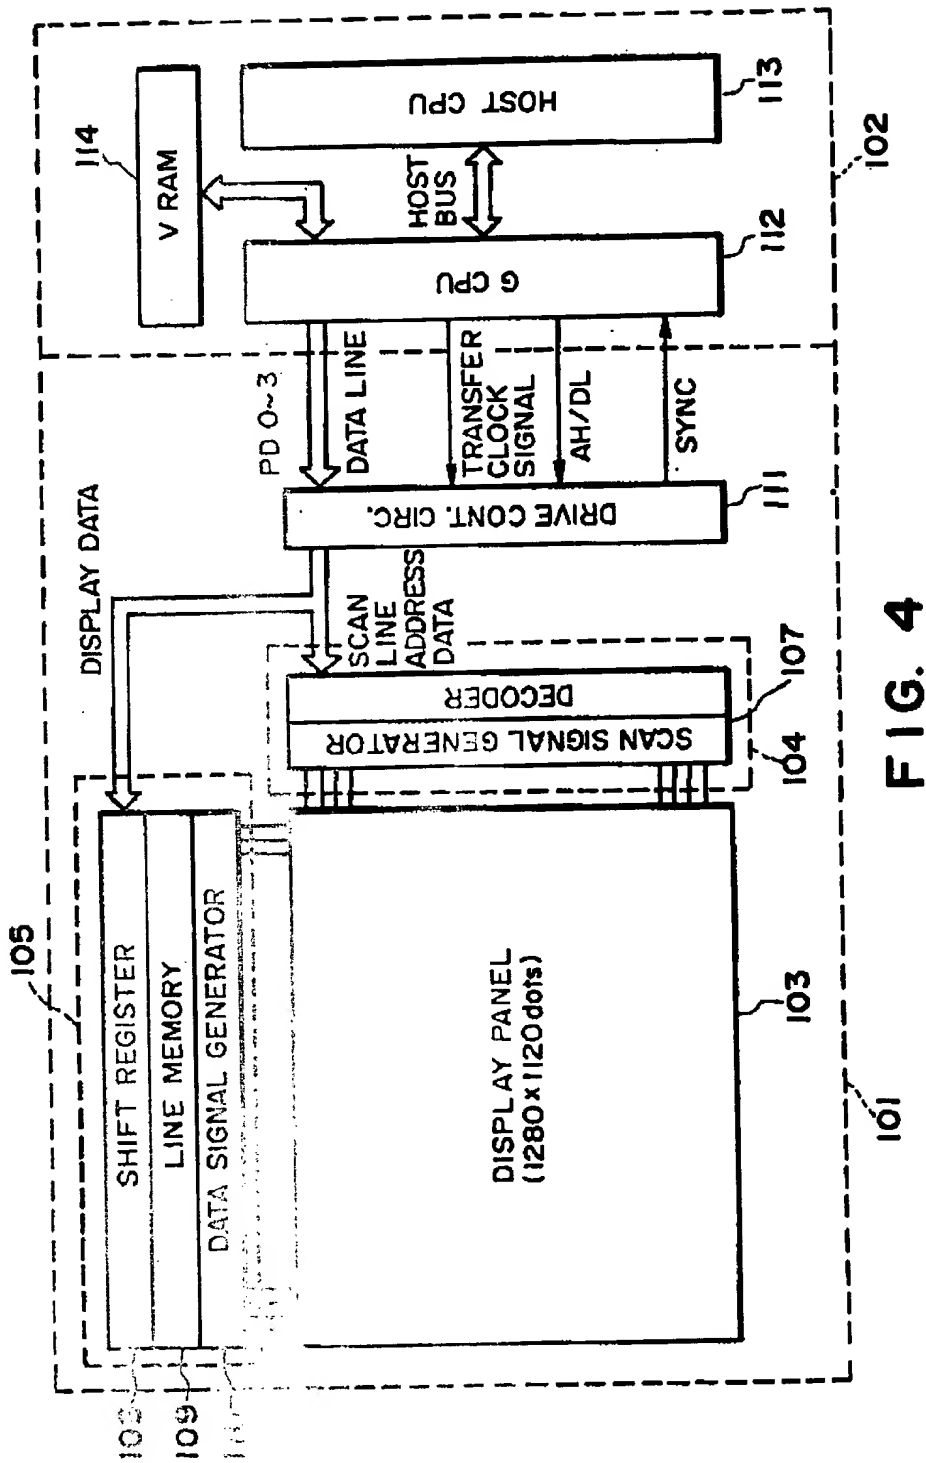 105
SHIFT REGISTER
LINE MEMORY
DATA SIGNAL GENERATOR
109
DISPLAY DATA
114
V RAM
DISPLAY PANEL
(1280×1120dots)
103
SCAN SIGNAL GENERATOR
DECODER
104
107
SCAN
LINE
ADDRESS
DATA
DRIVE CONT. CIRC.
111
PD 0~3
DATA LINE
TRANSFER
CLOCK
SIGNAL
AH/DL
SYNC
G CPU
112
HOST
BUS
HOST CPU
113
101
102
FIG. 4